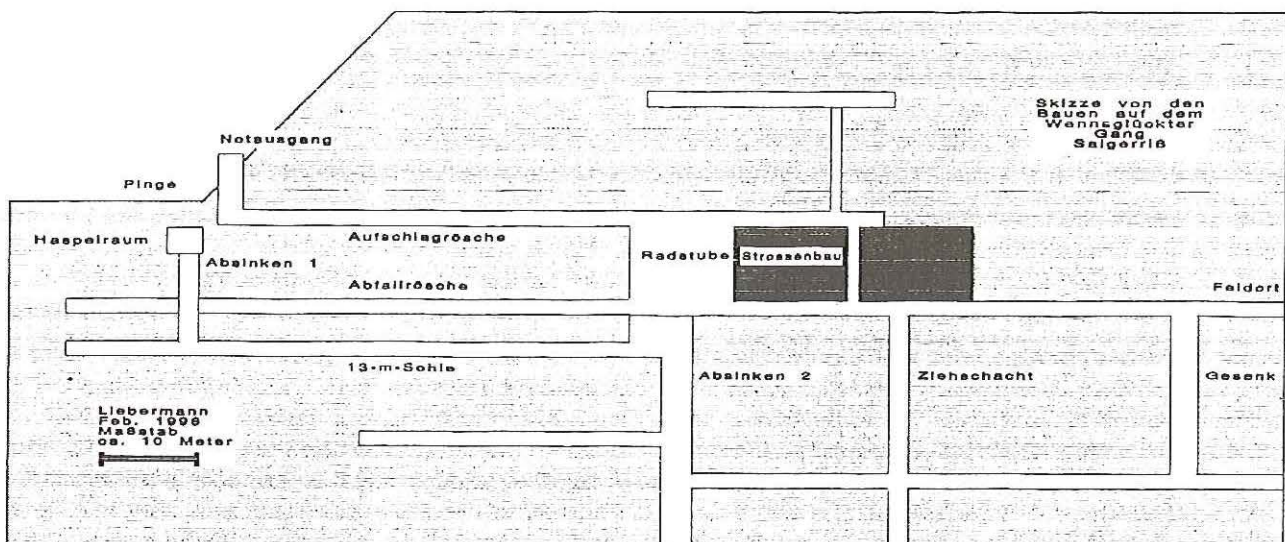 Skizze von den
Bauen auf dem
Wennsglückter
Gang
Saigerriß
Notausgang
Pinge
Haspelraum
Absinken 1
Aufschlagrösche
Radstube
Strossenbau
Abfallrösche
Feldort
13-m-Sohle
Absinken 2
Ziehschacht
Gesenk
Liebermann
Feb. 1998
Maßstab
ca. 10 Meter